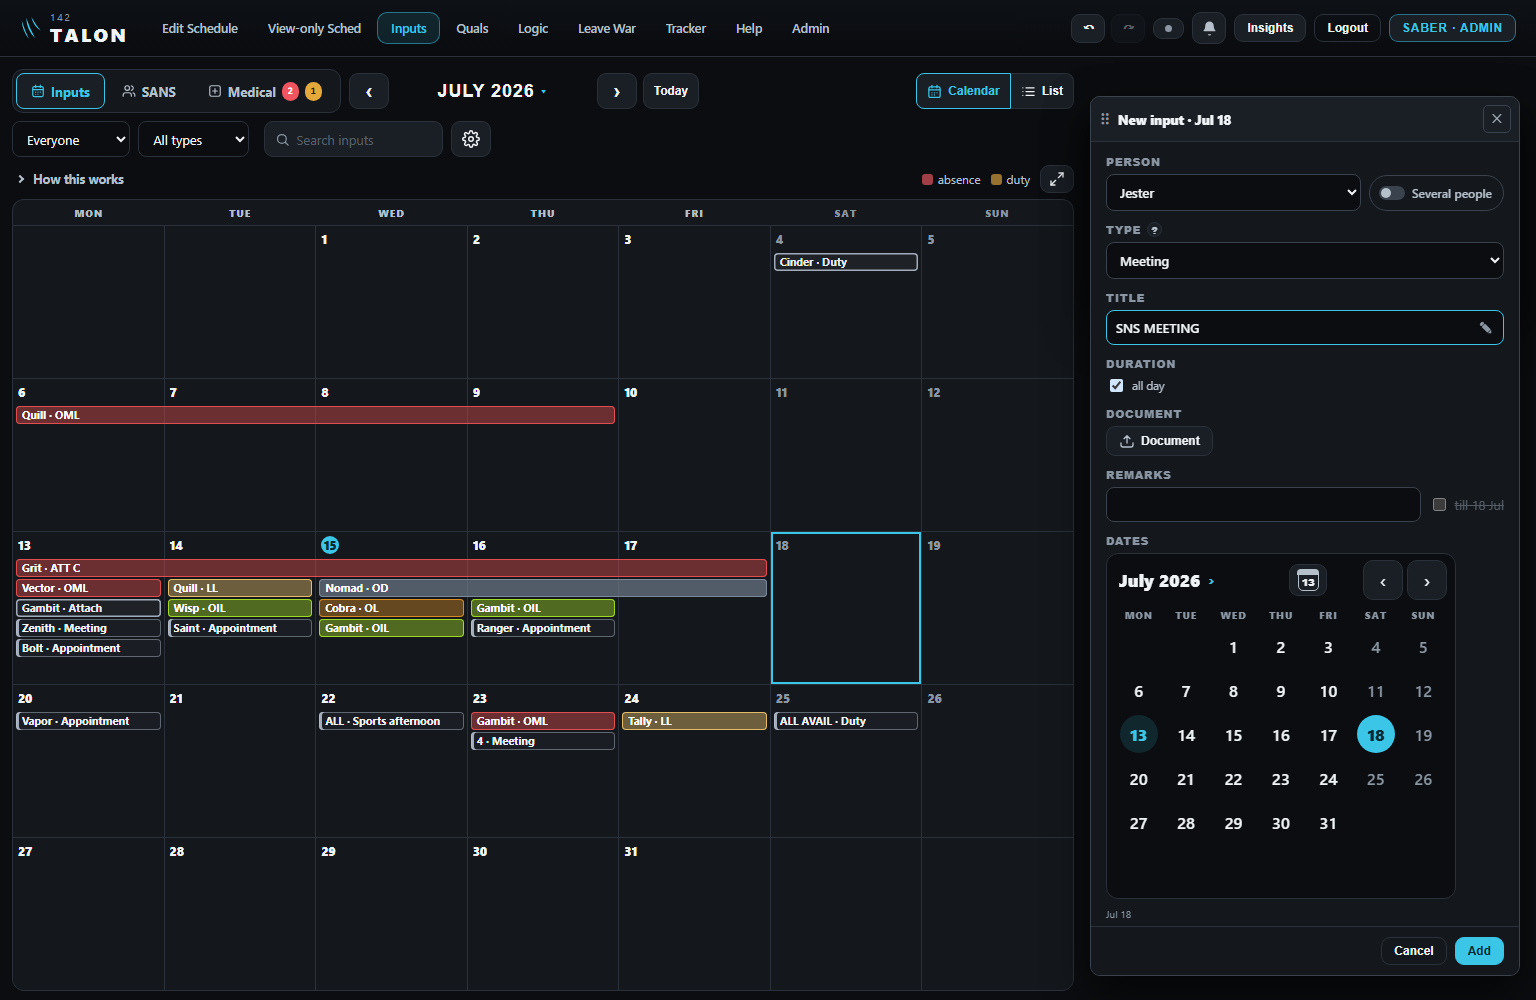 142
TALON
Edit Schedule
View-only Sched
Inputs
Quals
Logic
Leave War
Tracker
Help
Admin
Insights
Logout
SABER · ADMIN
Inputs
SANS
Medical 2 1
JULY 2026
Today
Calendar
List
Everyone
All types
Search inputs
How this works
absence
duty
MON TUE WED THU FRI SAT SUN
1 2 3 4 5
Cinder · Duty
6 7 8 9 10 11 12
Quill · OML
13 14 15 16 17 18 19
Grit · ATT C
Vector · OML
Quill · LL
Nomad · OD
Gambit · Attach
Wisp · OIL
Cobra · OL
Gambit · OIL
Zenith · Meeting
Saint · Appointment
Gambit · OIL
Ranger · Appointment
Bolt · Appointment
20 21 22 23 24 25 26
Vapor · Appointment
ALL · Sports afternoon
Gambit · OML
Tally · LL
ALL AVAIL · Duty
4 · Meeting
27 28 29 30 31
New input · Jul 18
PERSON
Jester
Several people
TYPE ?
Meeting
TITLE
SNS MEETING
DURATION
all day
DOCUMENT
Document
REMARKS
till 18 Jul
DATES
July 2026
13
MON TUE WED THU FRI SAT SUN
1 2 3 4 5
6 7 8 9 10 11 12
13 14 15 16 17 18 19
20 21 22 23 24 25 26
27 28 29 30 31
Jul 18
Cancel
Add